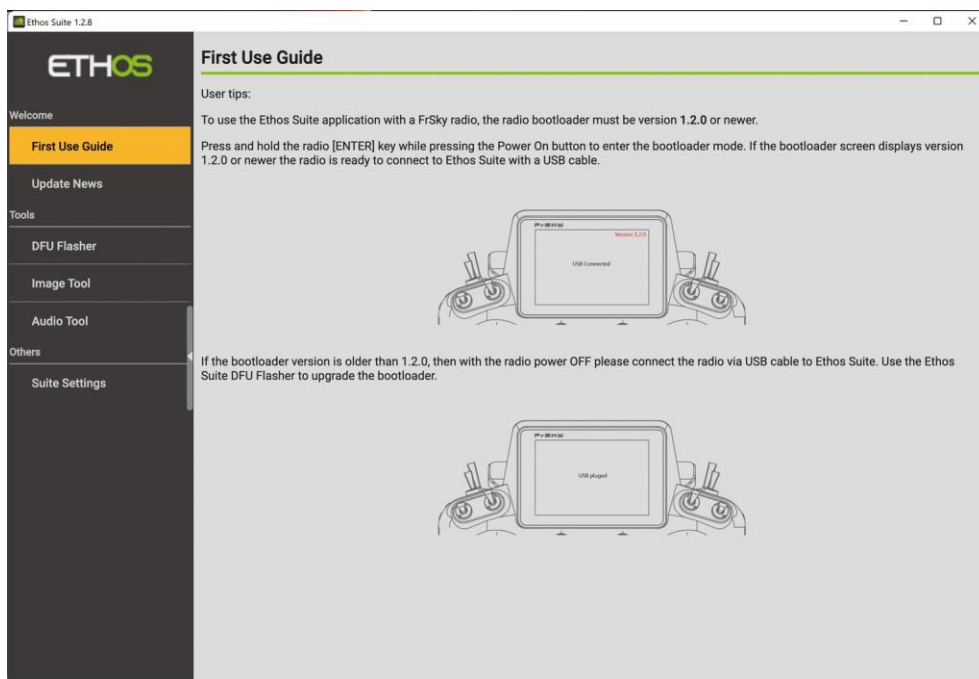 Ethos Suite 1.2.8
ETHOS
Welcome
First Use Guide
Update News
Tools
DFU Flasher
Image Tool
Audio Tool
Others
Suite Settings
First Use Guide
User tips:
To use the Ethos Suite application with a FrSky radio, the radio bootloader must be version 1.2.0 or newer.
Press and hold the radio [ENTER] key while pressing the Power On button to enter the bootloader mode. If the bootloader screen displays version
1.2.0 or newer the radio is ready to connect to Ethos Suite with a USB cable.
FrSKY
Version 1.2.0
USB Connected
If the bootloader version is older than 1.2.0, then with the radio power OFF please connect the radio via USB cable to Ethos Suite. Use the Ethos
Suite DFU Flasher to upgrade the bootloader.
FrSKY
USB pluged